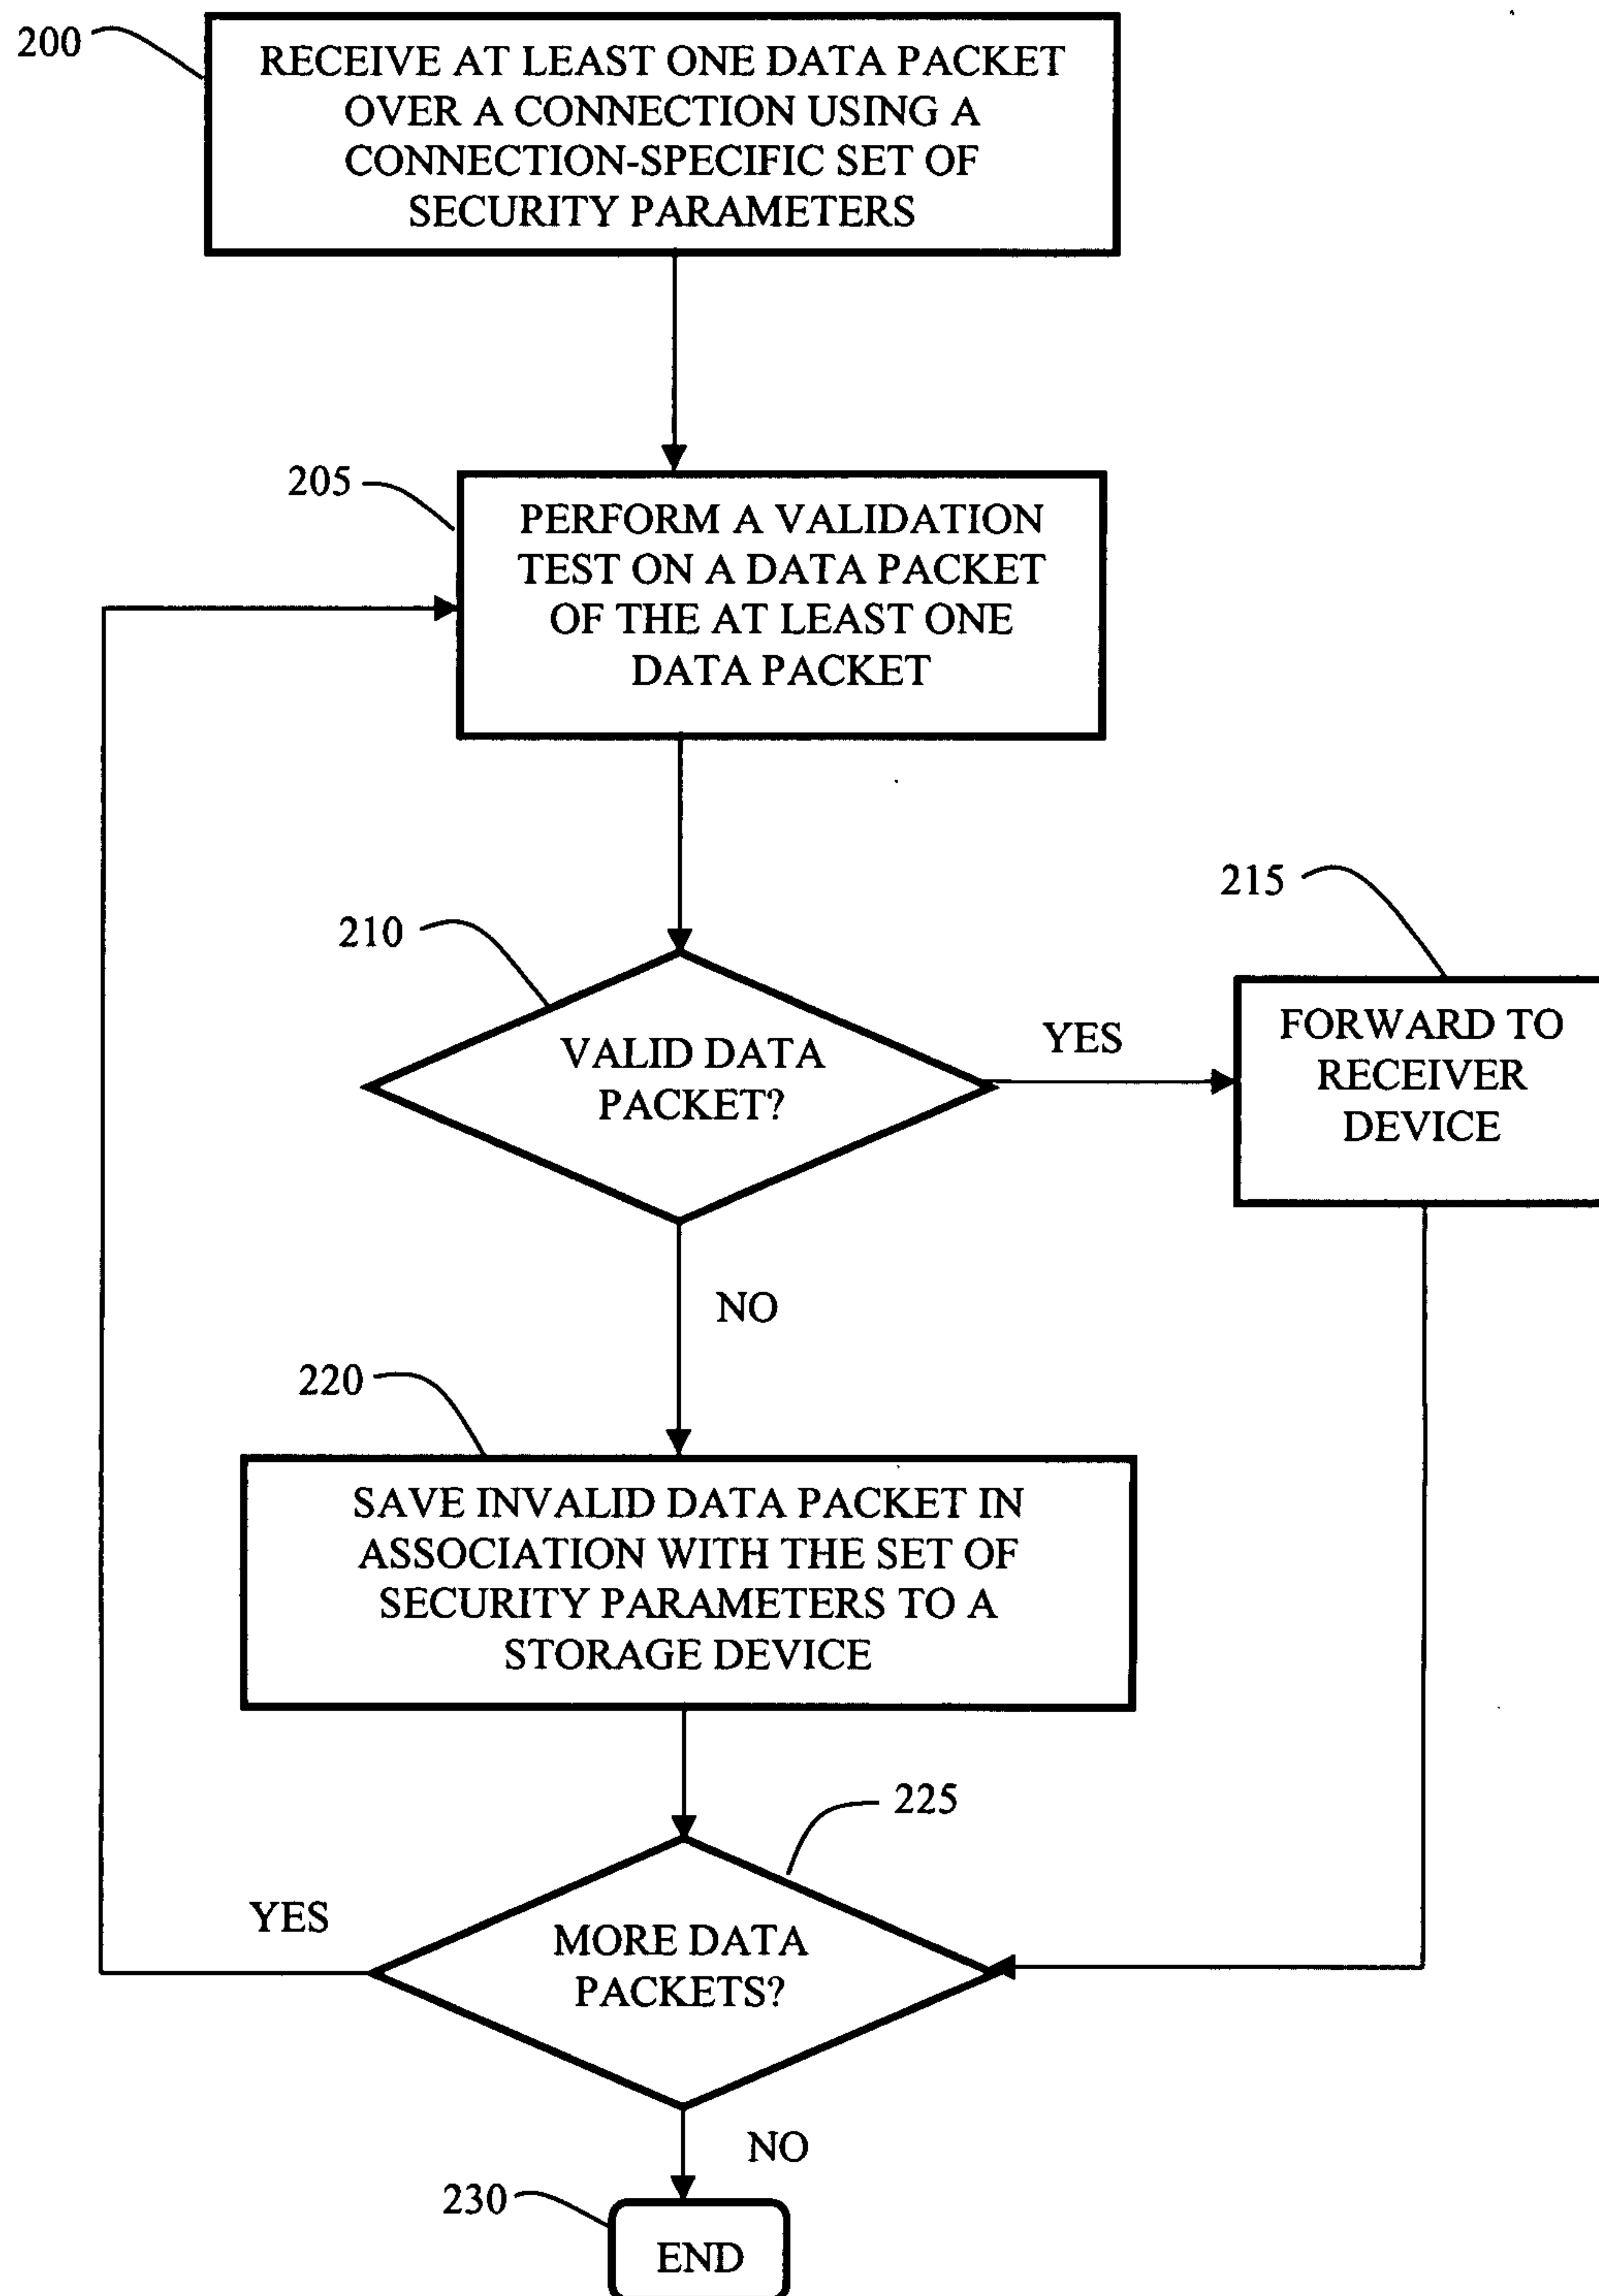 200
RECEIVE AT LEAST ONE DATA PACKET
OVER A CONNECTION USING A
CONNECTION-SPECIFIC SET OF
SECURITY PARAMETERS
205
PERFORM A VALIDATION
TEST ON A DATA PACKET
OF THE AT LEAST ONE
DATA PACKET
210
VALID DATA
PACKET?
YES
215
FORWARD TO
RECEIVER
DEVICE
NO
220
SAVE INVALID DATA PACKET IN
ASSOCIATION WITH THE SET OF
SECURITY PARAMETERS TO A
STORAGE DEVICE
225
YES
MORE DATA
PACKETS?
NO
230
END